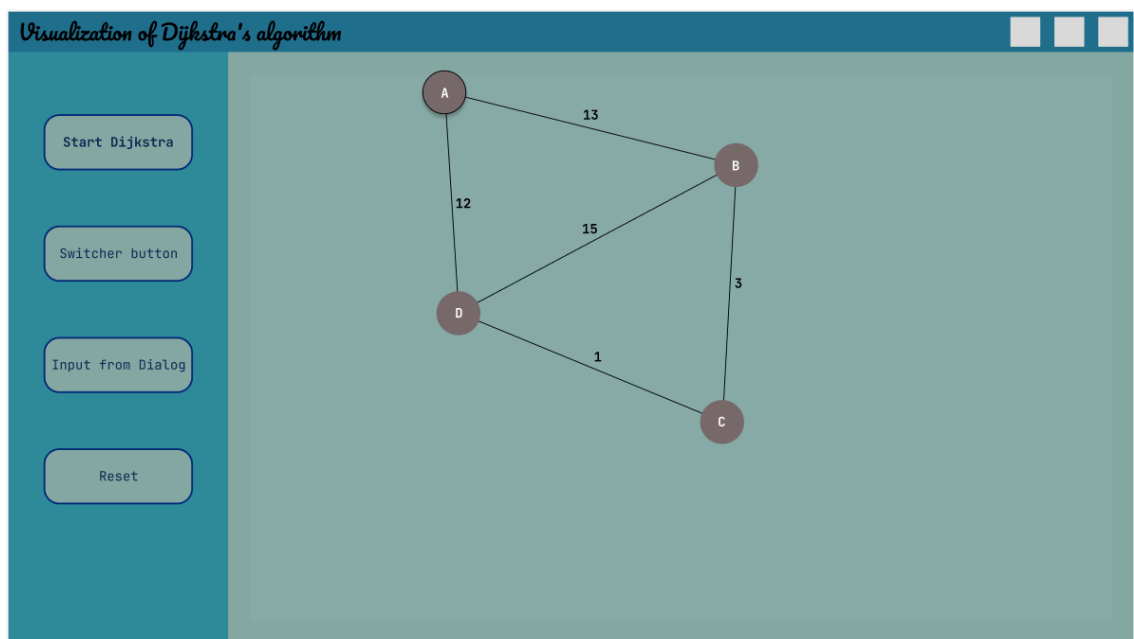 Visualization of Dijkstra's algorithm
Start Dijkstra
Switcher button
Input from Dialog
Reset
A
13
B
12
15
3
D
1
C